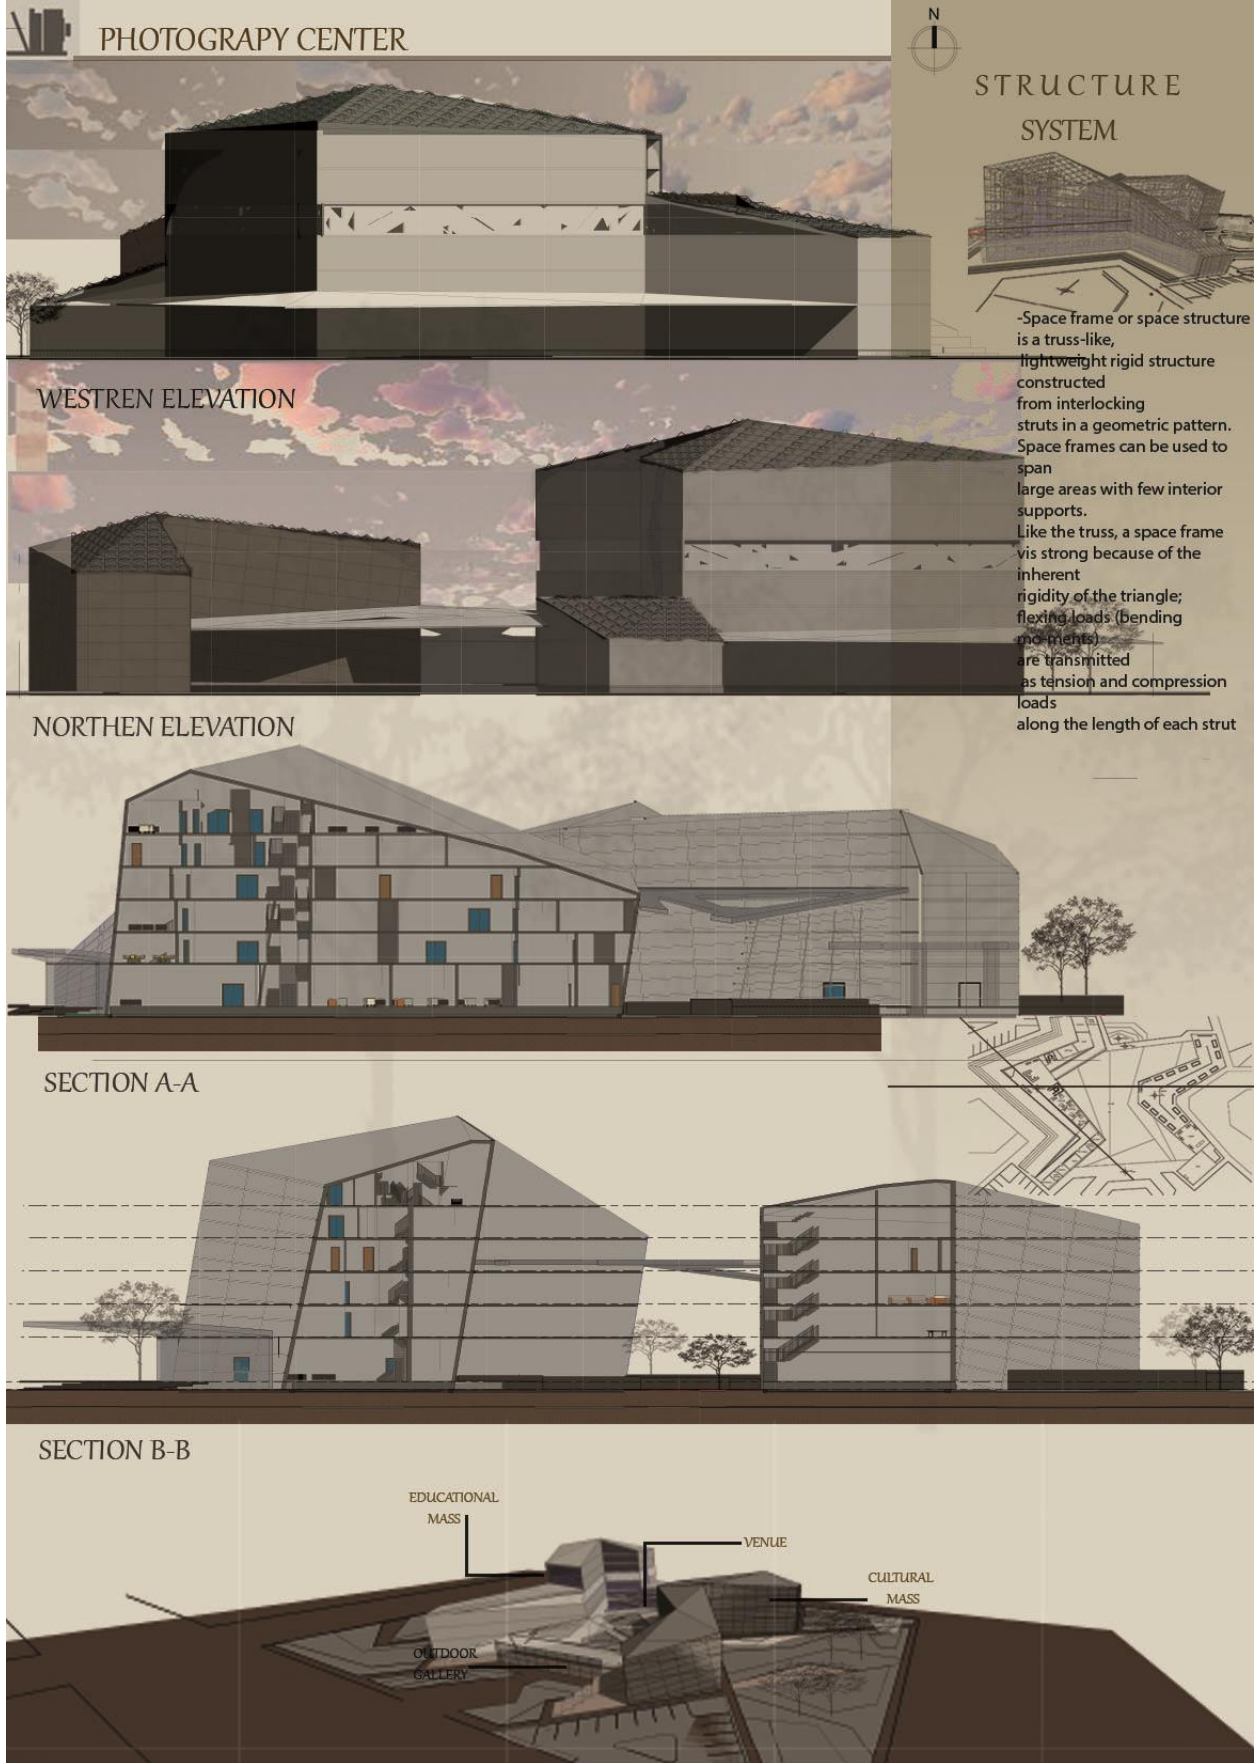 PHOTOGRAPY CENTER
N
STRUCTURE
SYSTEM
-Space frame or space structure
is a truss-like,
lightweight rigid structure
constructed
from interlocking
struts in a geometric pattern.
Space frames can be used to
span
large areas with few interior
supports.
Like the truss, a space frame
vis strong because of the
inherent
rigidity of the triangle;
flexing loads (bending
mo-ments)
are transmitted
as tension and compression
loads
along the length of each strut
WESTREN ELEVATION
NORTHEN ELEVATION
SECTION A-A
SECTION B-B
EDUCATIONAL
MASS
VENUE
CULTURAL
MASS
OUTDOOR
GALLERY